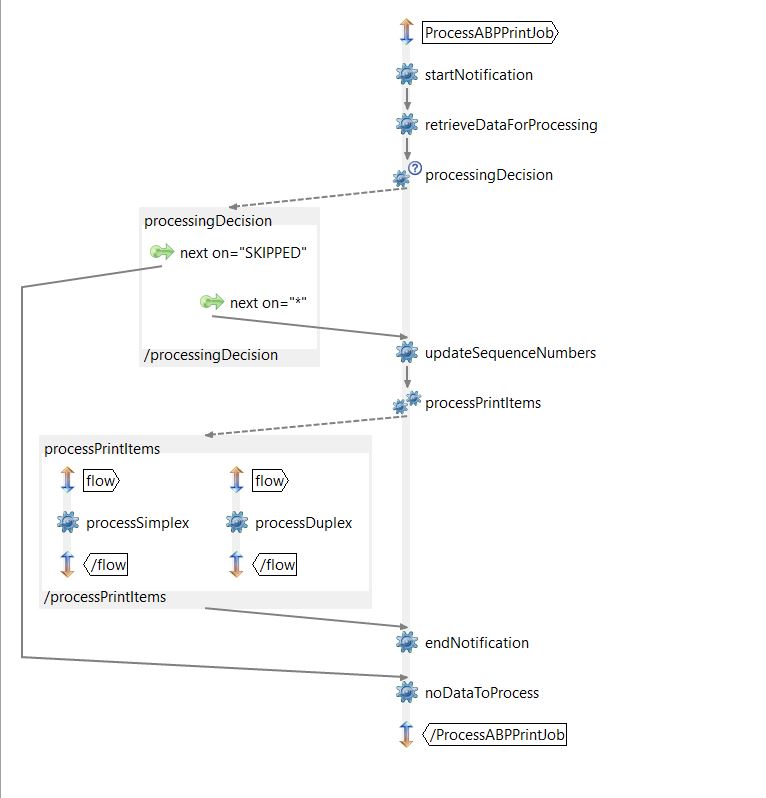 ProcessABPPrintJob
startNotification
retrieveDataForProcessing
?
processingDecision
processingDecision
next on="SKIPPED"
next on="*"
/processingDecision
updateSequenceNumbers
processPrintItems
processPrintItems
flow
flow
processSimplex
processDuplex
/flow
/flow
/processPrintItems
endNotification
noDataToProcess
/ProcessABPPrintJob